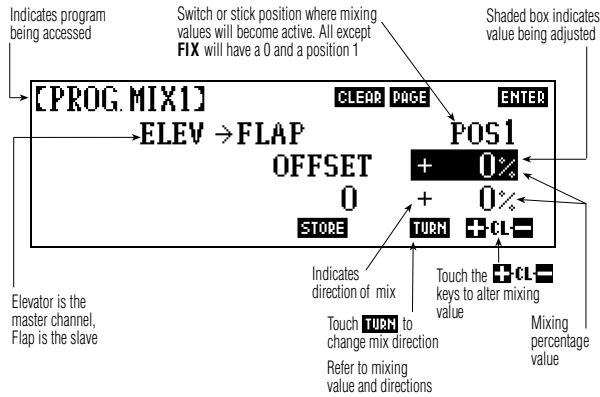 Indicates program
being accessed
Switch or stick position where mixing
values will become active. All except
FIX will have a 0 and a position 1
Shaded box indicates
value being adjusted
[PROG.MIX1]
CLEAR PAGE ENTER
ELEV →FLAP POS1
OFFSET + 0%
0 + 0%
STORE TURN +CL-
Elevator is the
master channel,
Flap is the slave
Indicates
direction of mix
Touch TURN to
change mix direction
Refer to mixing
value and directions
Touch the +CL-
keys to alter mixing
value
Mixing
percentage
value